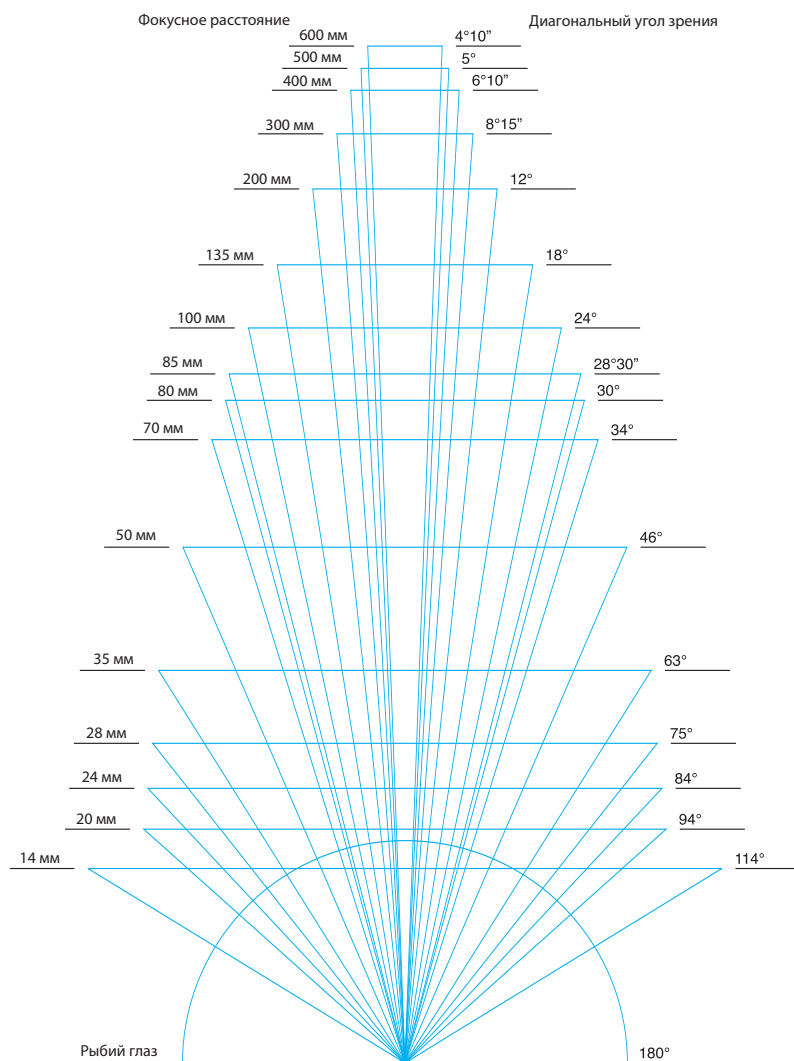 Фокусное расстояние Диагональный угол зрения
600 мм 4°10”
500 мм 5°
400 мм 6°10”
300 мм 8°15”
200 мм 12°
135 мм 18°
100 мм 24°
85 мм 28°30”
80 мм 30°
70 мм 34°
50 мм 46°
35 мм 63°
28 мм 75°
24 мм 84°
20 мм 94°
14 мм 114°
Рыбий глаз 180°